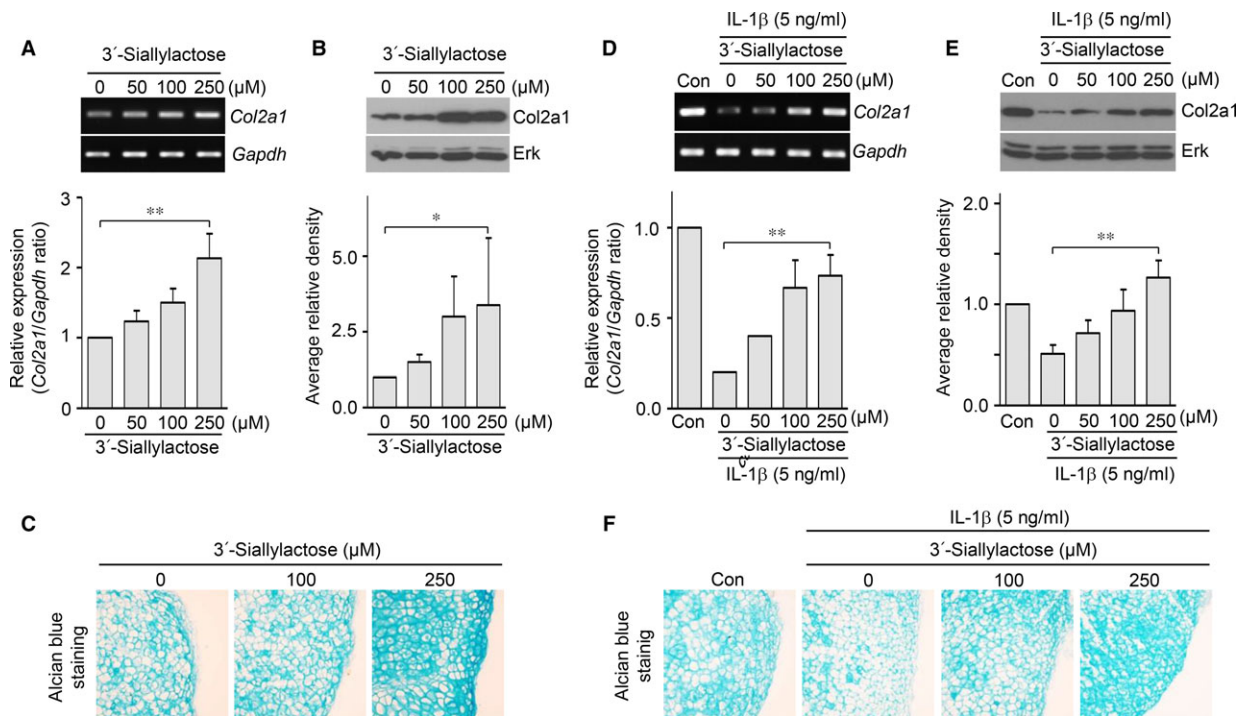 A
3´-Siallylactose
0 50 100 250 (µM)
Col2a1
Gapdh
Relative expression
(Col2a1/Gapdh ratio)
3
2
1
0
**
0 50 100 250 (µM)
3´-Siallylactose
B
3´-Siallylactose
0 50 100 250 (µM)
Col2a1
Erk
Average relative density
5.0
2.5
0.0
*
0 50 100 250 (µM)
3´-Siallylactose
C
3´-Siallylactose (µM)
0 100 250
Alcian blue
staining
D
IL-1β (5 ng/ml)
3´-Siallylactose
Con 0 50 100 250 (µM)
Col2a1
Gapdh
Relative expression
(Col2a1/Gapdh ratio)
1.0
0.5
0.0
**
Con 0 50 100 250 (µM)
3´-Siallylactose
IL-1β (5 ng/ml)
E
IL-1β (5 ng/ml)
3´-Siallylactose
Con 0 50 100 250 (µM)
Col2a1
Erk
Average relative density
2.0
1.0
0.0
**
Con 0 50 100 250 (µM)
3´-Siallylactose
IL-1β (5 ng/ml)
F
IL-1β (5 ng/ml)
3´-Siallylactose (µM)
Con 0 100 250
Alcian blue
stainig